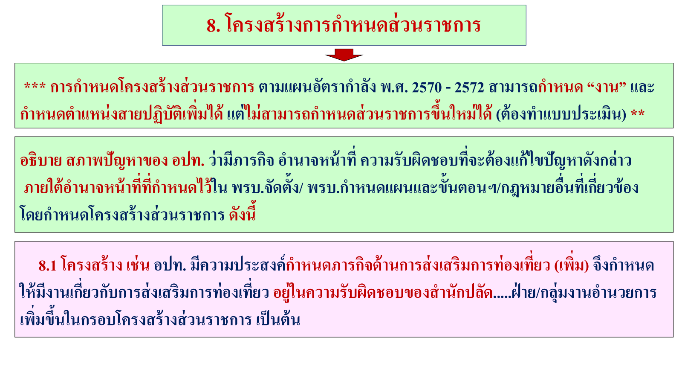 8. โครงสร้างการกำหนดส่วนราชการ
*** การกำหนดโครงสร้างส่วนราชการ ตามแผนอัตรากำลัง พ.ศ. 2570 - 2572 สามารถกำหนด “งาน” และ
กำหนดตำแหน่งสายปฏิบัติเพิ่มได้ แต่ไม่สามารถกำหนดส่วนราชการขึ้นใหม่ได้ (ต้องทำแบบประเมิน) **
อธิบาย สภาพปัญหาของ อปท. ว่ามีภารกิจ อำนาจหน้าที่ ความรับผิดชอบที่จะต้องแก้ไขปัญหาดังกล่าว
ภายใต้อำนาจหน้าที่ที่กำหนดไว้ใน พรบ.จัดตั้ง/ พรบ.กำหนดแผนและขั้นตอนฯ/กฎหมายอื่นที่เกี่ยวข้อง
โดยกำหนดโครงสร้างส่วนราชการ ดังนี้
8.1 โครงสร้าง เช่น อปท. มีความประสงค์กำหนดภารกิจด้านการส่งเสริมการท่องเที่ยว (เพิ่ม) จึงกำหนด
ให้มีงานเกี่ยวกับการส่งเสริมการท่องเที่ยว อยู่ในความรับผิดชอบของสำนักปลัด.....ฝ่าย/กลุ่มงานอำนวยการ
เพิ่มขึ้นในกรอบโครงสร้างส่วนราชการ เป็นต้น